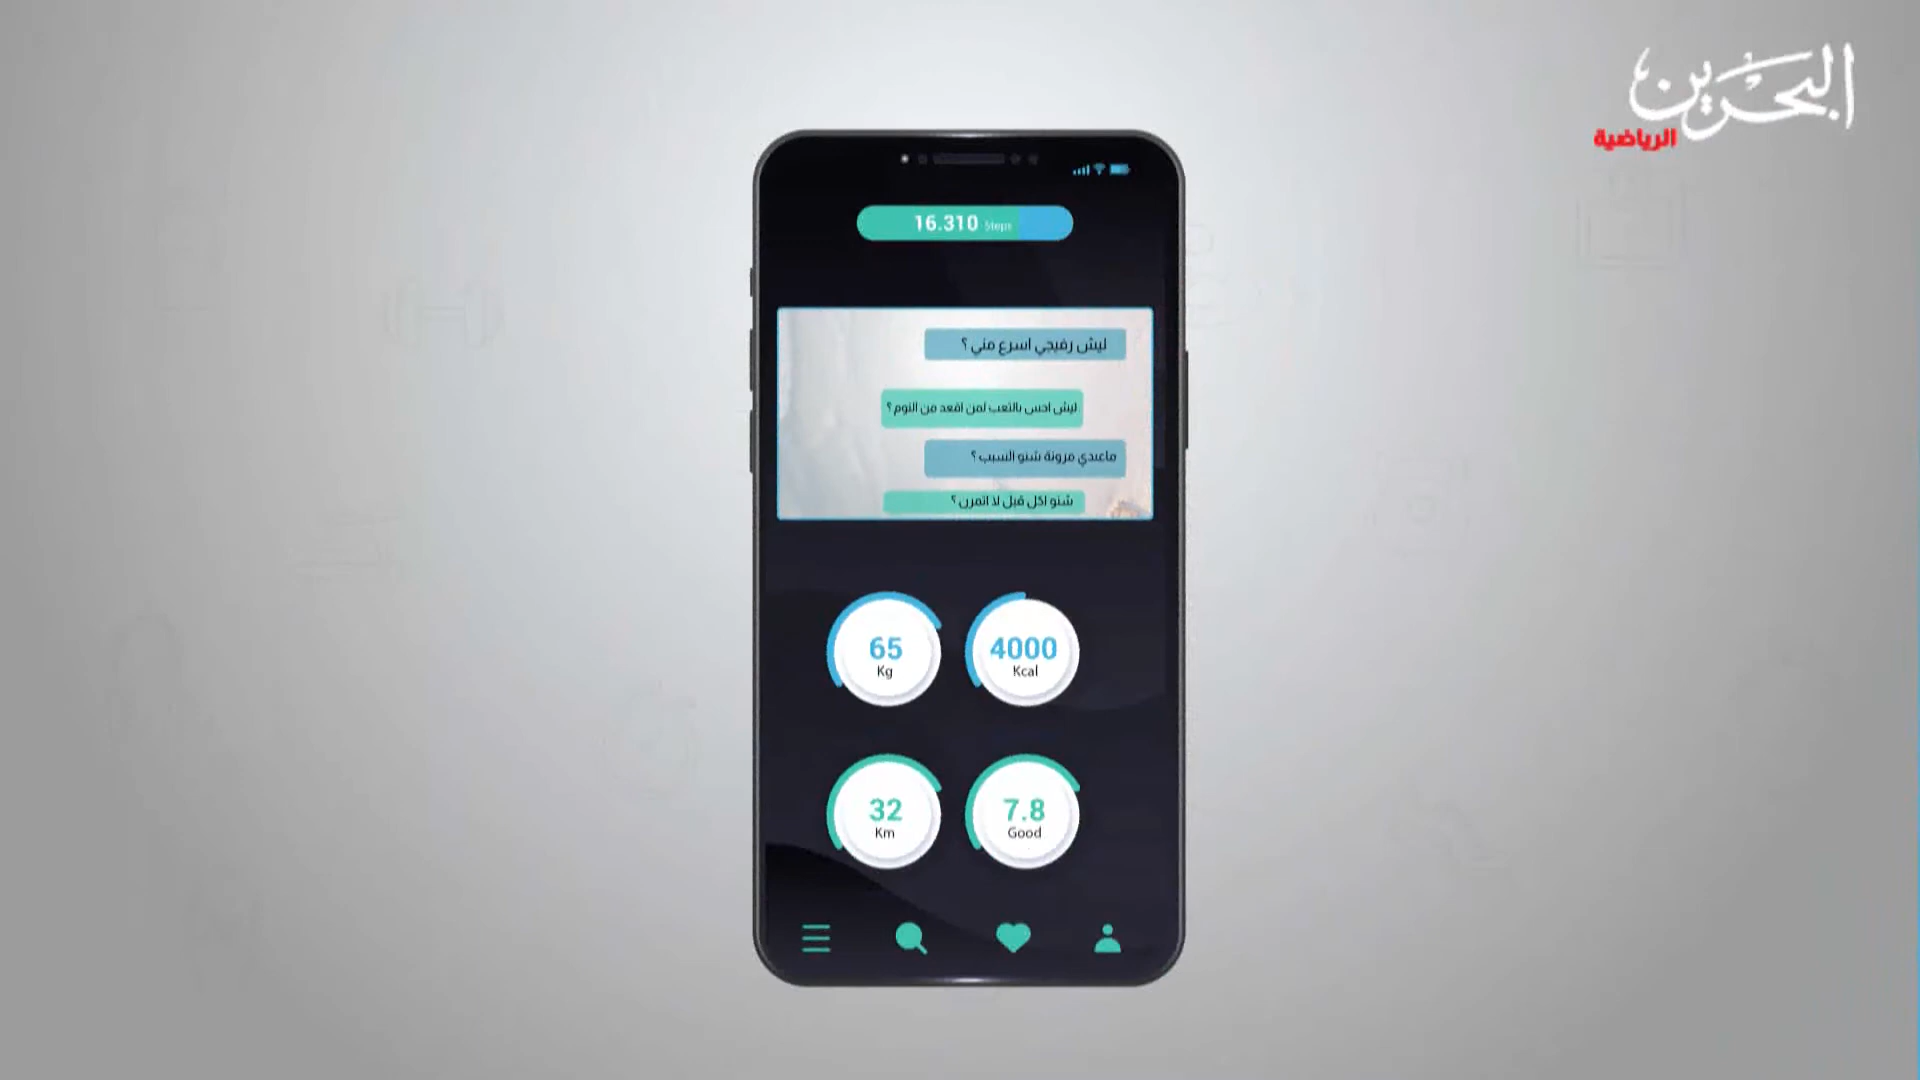 البحرين
الرياضية
16.310 Steps
ليش رفيجي اسرع مني ؟
ليش احس بالتعب لمن اقعد من النوم ؟
ماعندي مرونة شنو السبب ؟
شنو اكل قبل لا اتمرن ؟
65
Kg
4000
Kcal
32
Km
7.8
Good